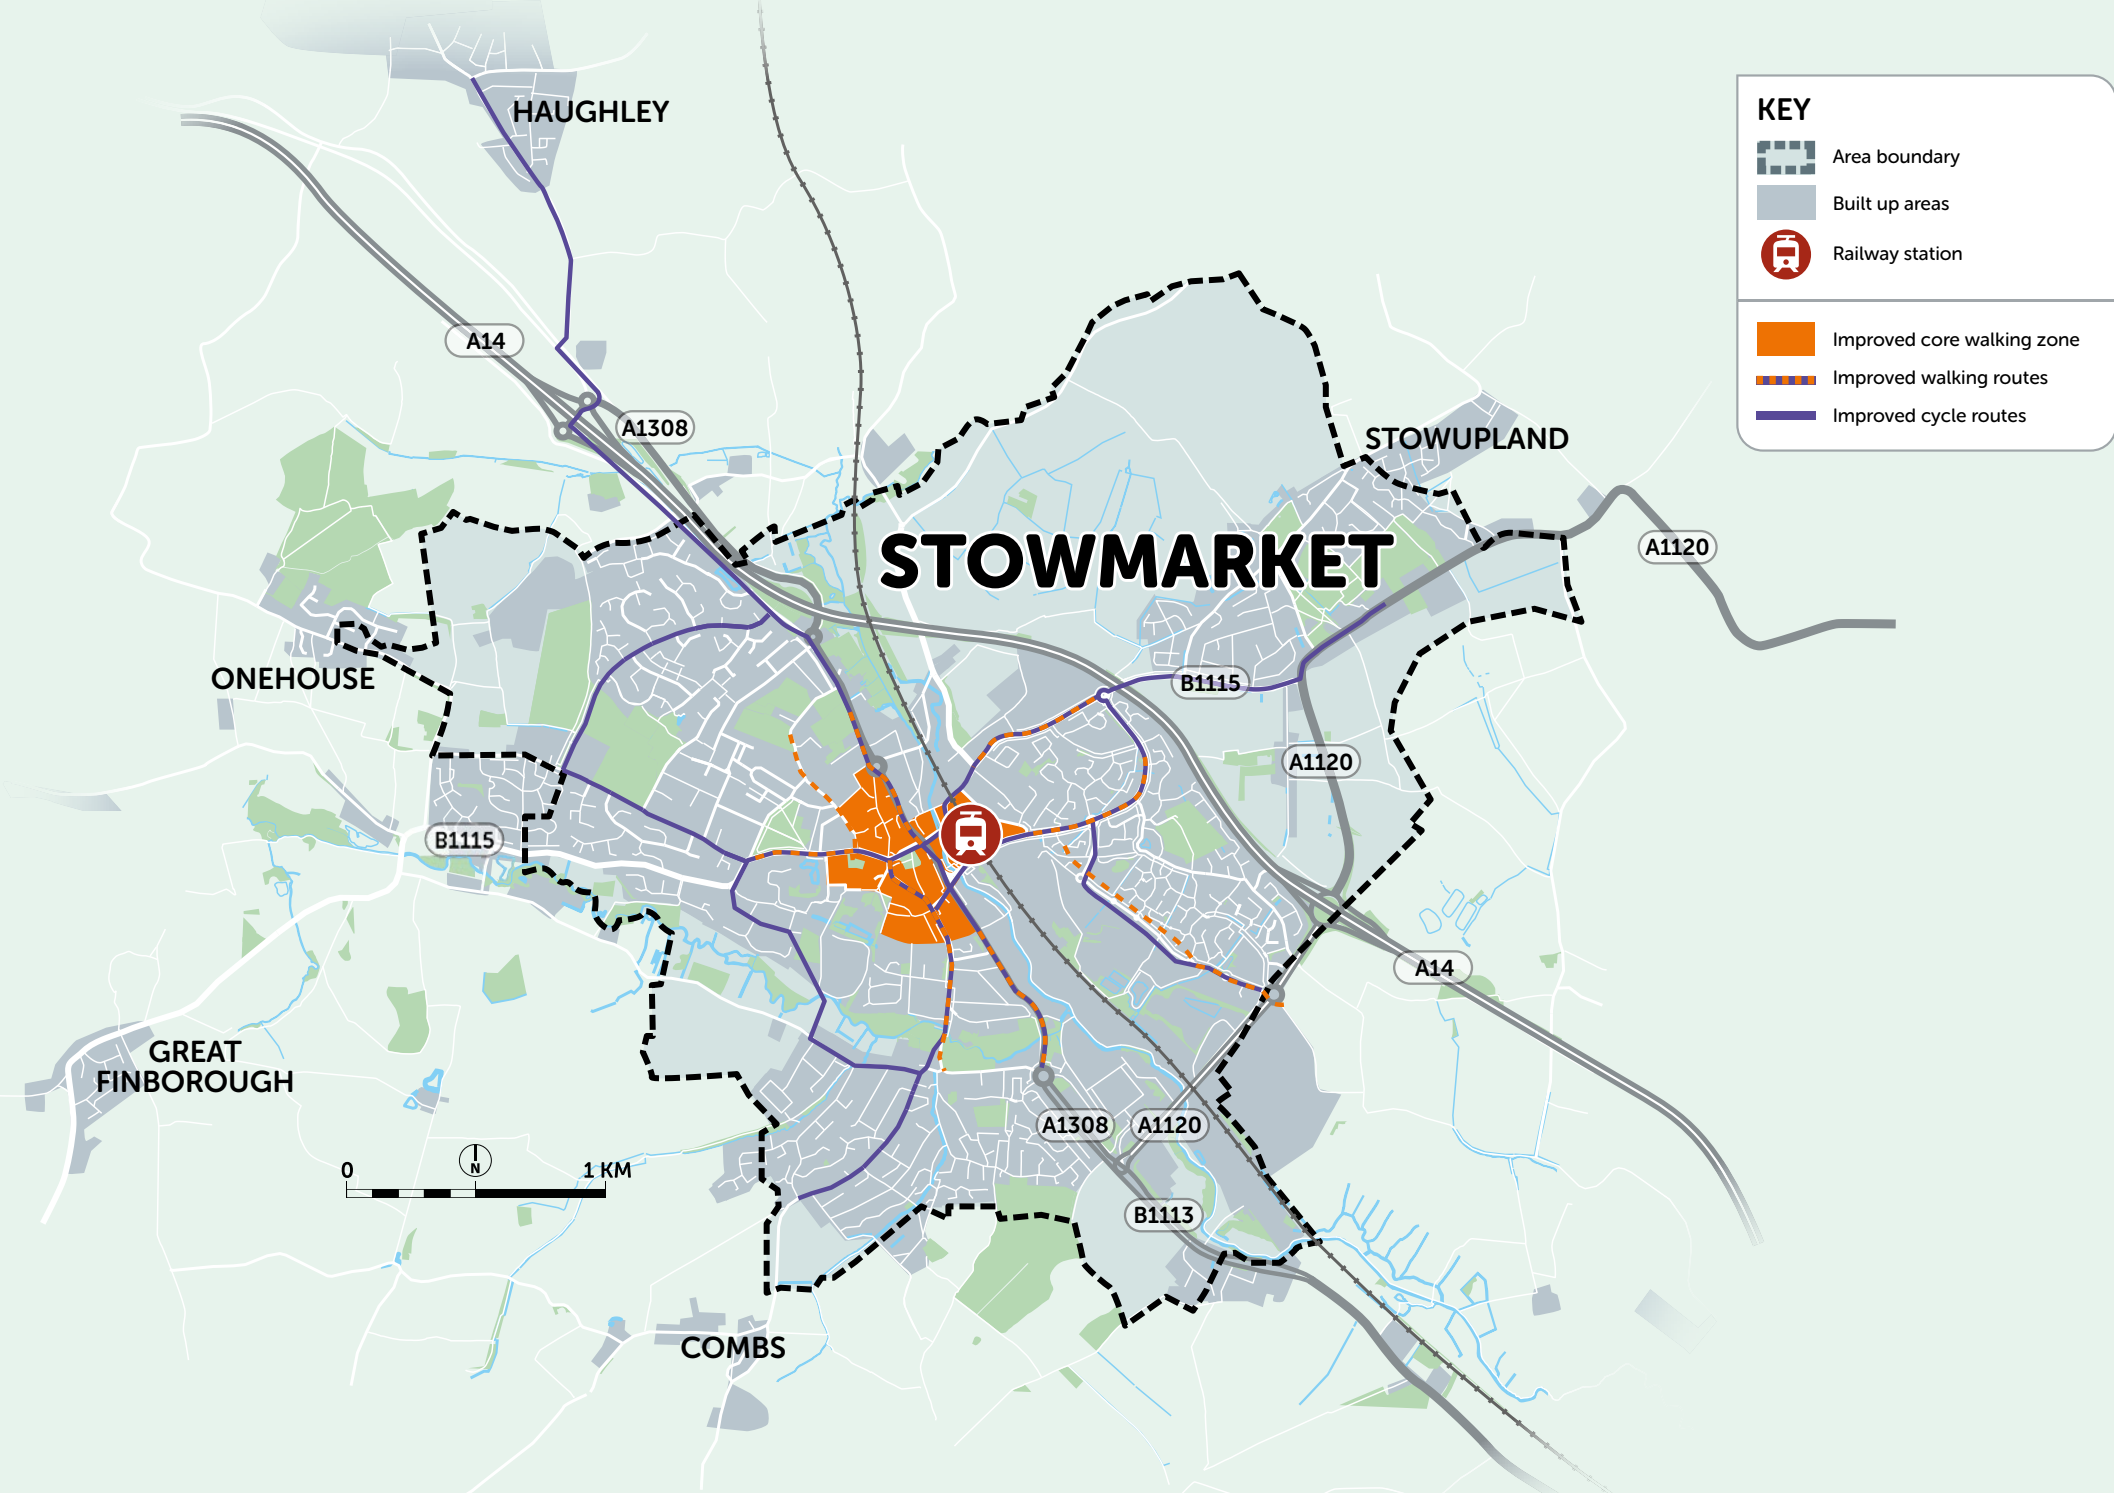 HAUGHLEY
KEY
Area boundary
Built up areas
Railway station
Improved core walking zone
Improved walking routes
Improved cycle routes
A14
A1308
STOWUPLAND
A1120
STOWMARKET
ONEHOUSE
B1115
A1120
B1115
A14
GREAT
FINBOROUGH
A1308
A1120
0
N
1 KM
B1113
COMBS